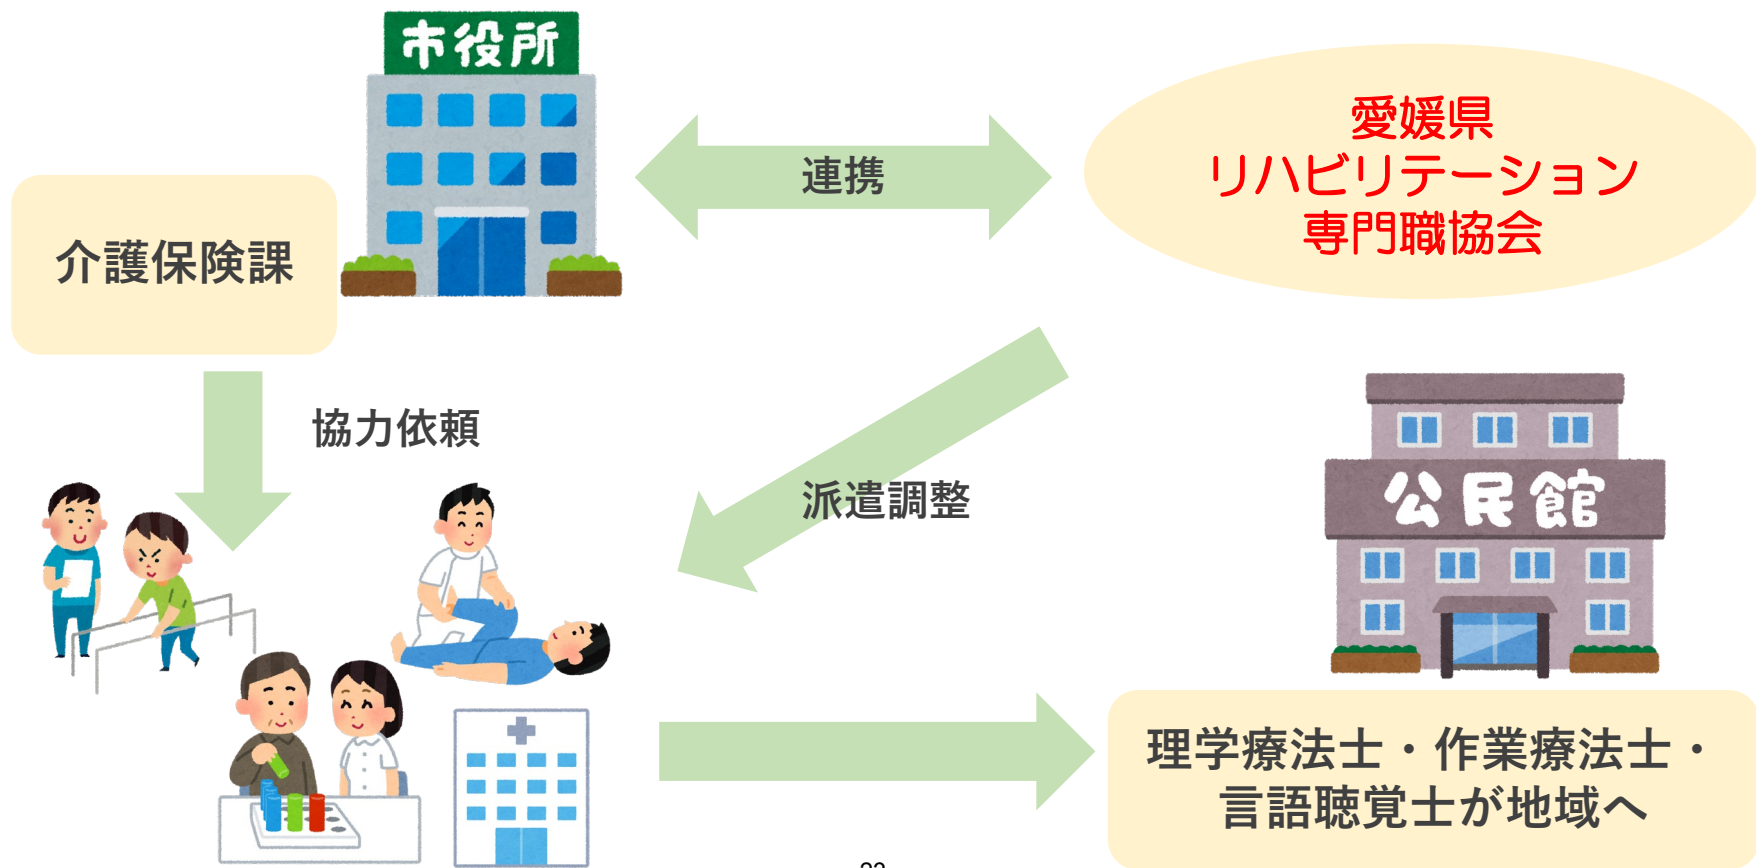 市役所
愛媛県
リハビリテーション
専門職協会
連携
介護保険課
協力依頼
派遣調整
公民館
理学療法士・作業療法士・
言語聴覚士が地域へ